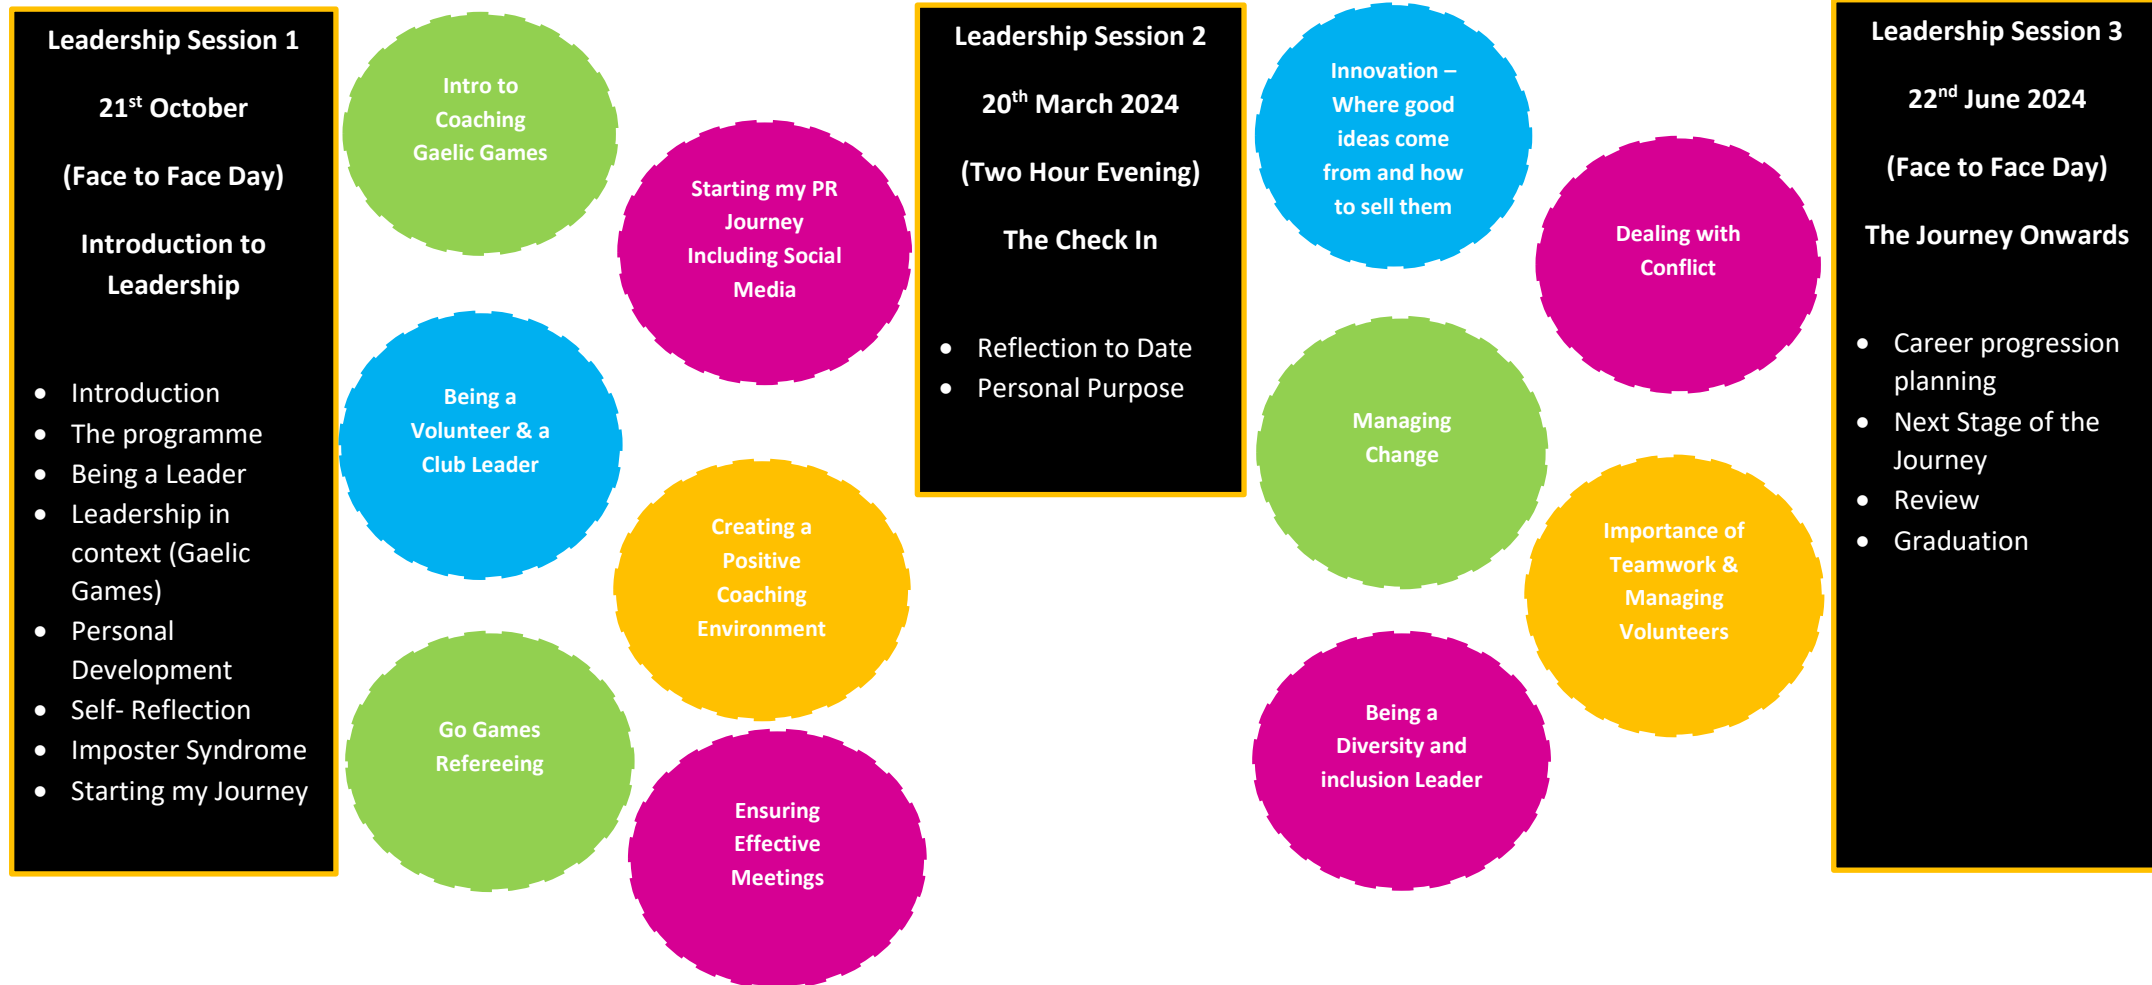 Leadership Session 1
21st October
(Face to Face Day)
Introduction to
Leadership
• Introduction
• The programme
• Being a Leader
• Leadership in
context (Gaelic
Games)
• Personal
Development
• Self- Reflection
• Imposter Syndrome
• Starting my Journey
Intro to
Coaching
Gaelic Games
Starting my PR
Journey
Including Social
Media
Being a
Volunteer & a
Club Leader
Creating a
Positive
Coaching
Environment
Go Games
Refereeing
Ensuring
Effective
Meetings
Leadership Session 2
20th March 2024
(Two Hour Evening)
The Check In
• Reflection to Date
• Personal Purpose
Innovation –
Where good
ideas come
from and how
to sell them
Dealing with
Conflict
Managing
Change
Importance of
Teamwork &
Managing
Volunteers
Being a
Diversity and
inclusion Leader
Leadership Session 3
22nd June 2024
(Face to Face Day)
The Journey Onwards
• Career progression
planning
• Next Stage of the
Journey
• Review
• Graduation